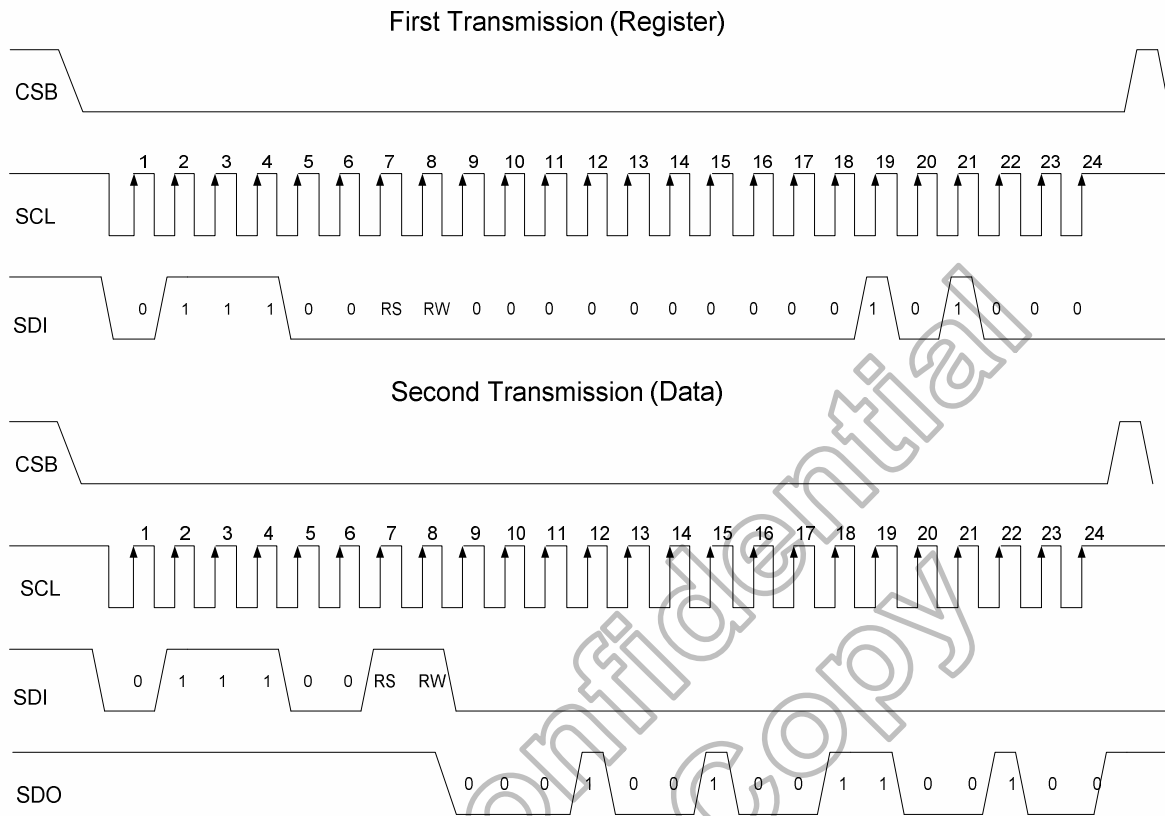 First Transmission (Register)
CSB
1 2 3 4 5 6 7 8 9 10 11 12 13 14 15 16 17 18 19 20 21 22 23 24
SCL
0 1 1 1 0 0 RS RW 0 0 0 0 0 0 0 0 0 0 1 0 1 0 0 0
SDI
Second Transmission (Data)
CSB
1 2 3 4 5 6 7 8 9 10 11 12 13 14 15 16 17 18 19 20 21 22 23 24
SCL
0 1 1 1 0 0 RS RW
SDI
0 0 0 1 0 0 1 0 0 1 1 0 0 1 0 0
SDO
onfidential
Copy